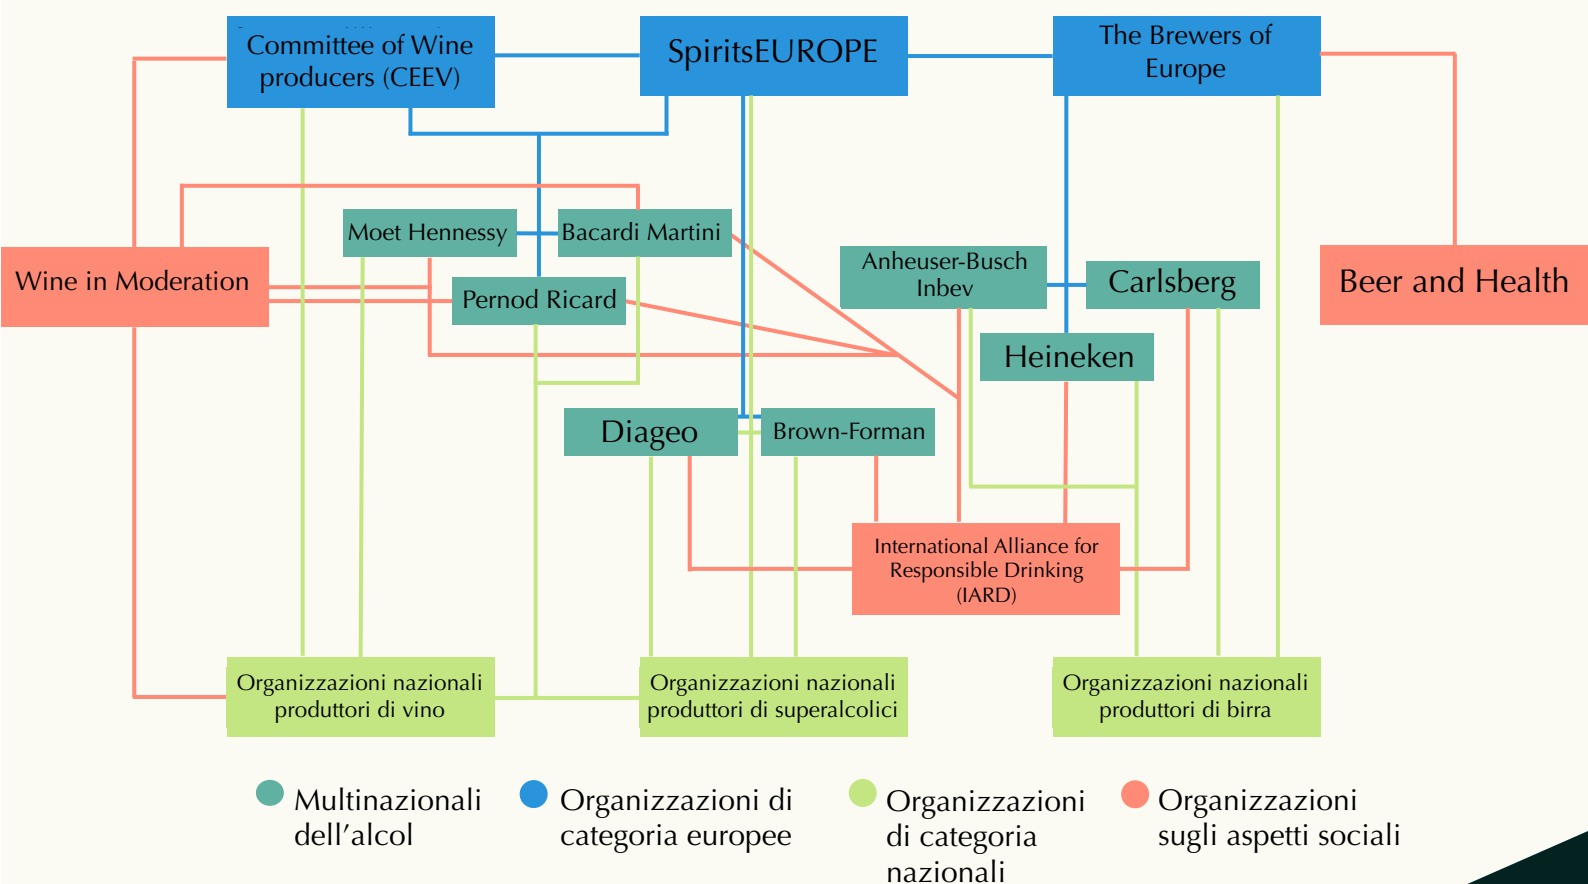 Committee of Wine
producers (CEEV)
SpiritsEUROPE
The Brewers of
Europe
Moet Hennessy
Bacardi Martini
Wine in Moderation
Pernod Ricard
Anheuser-Busch
Inbev
Carlsberg
Beer and Health
Heineken
Diageo
Brown-Forman
International Alliance for
Responsible Drinking
(IARD)
Organizzazioni nazionali
produttori di vino
Organizzazioni nazionali
produttori di superalcolici
Organizzazioni nazionali
produttori di birra
Multinazionali
dell’alcol
Organizzazioni di
categoria europee
Organizzazioni
di categoria
nazionali
Organizzazioni
sugli aspetti sociali